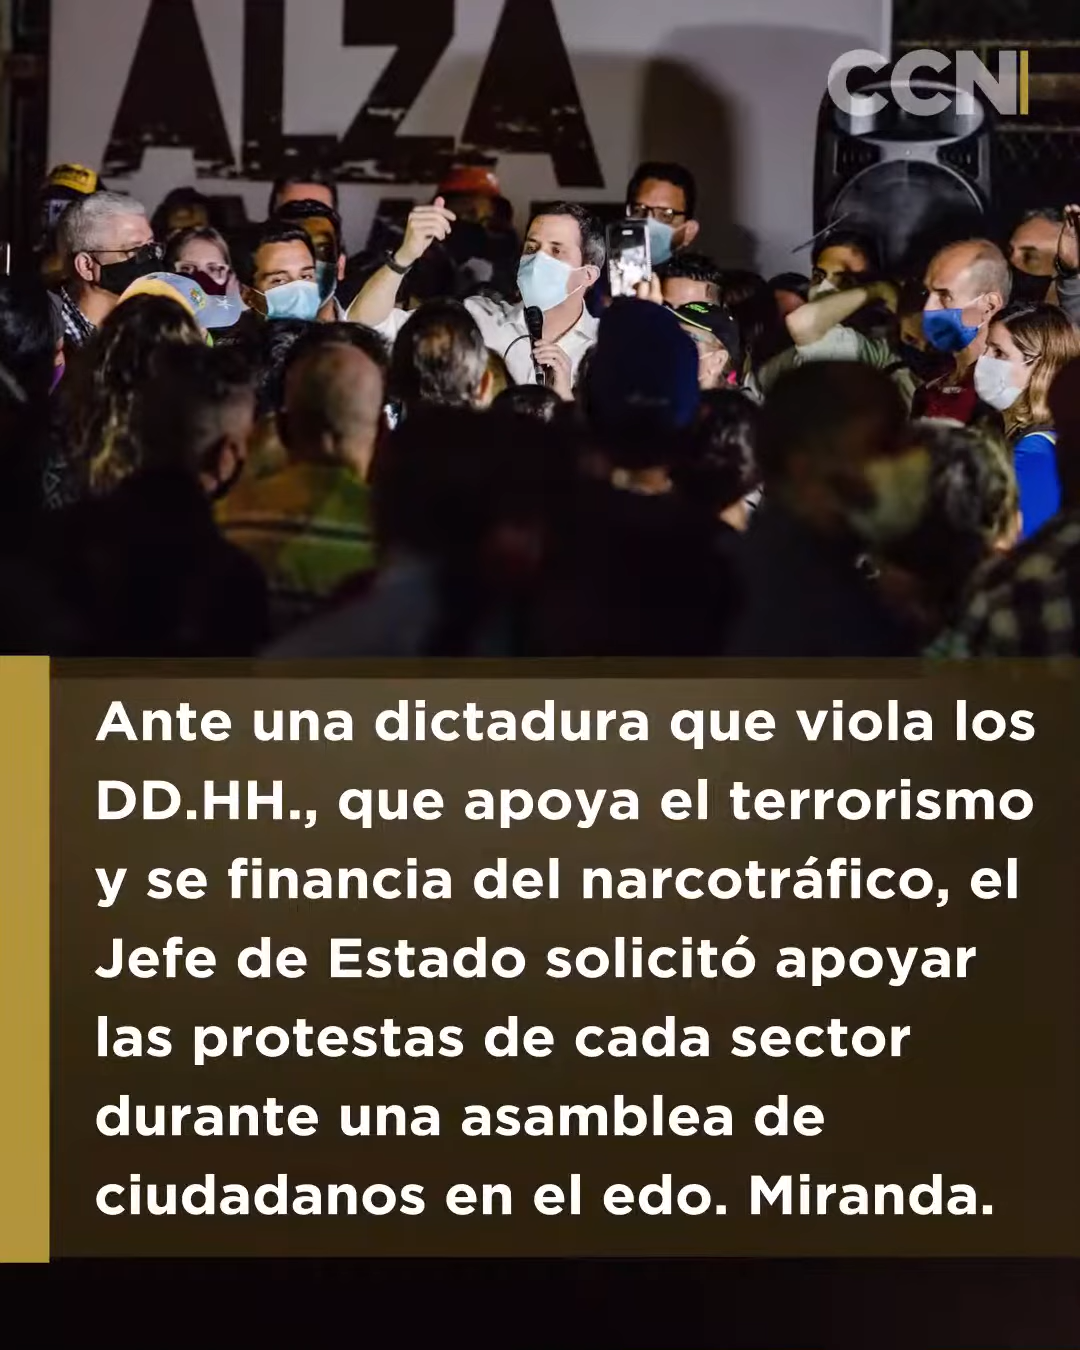 ALZA
CCN
Ante una dictadura que viola los
DD.HH., que apoya el terrorismo
y se financia del narcotráfico, el
Jefe de Estado solicitó apoyar
las protestas de cada sector
durante una asamblea de
ciudadanos en el edo. Miranda.